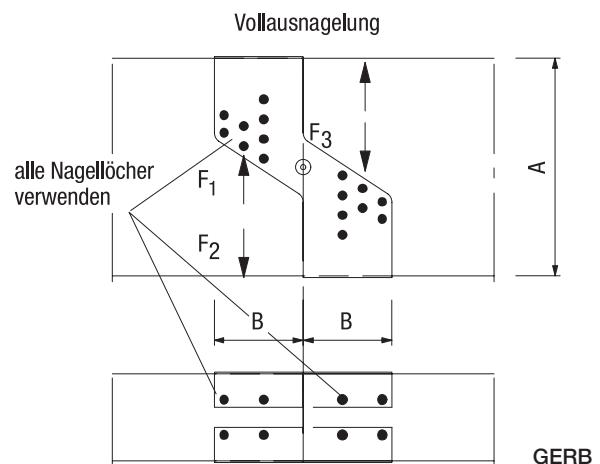 Vollausnagelung
F3
A
alle Nagellöcher
verwenden
F1
F2
B
B
GERB